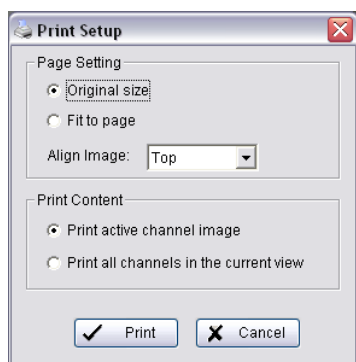 Print Setup
Page Setting
Original size
Fit to page
Align Image: Top
Print Content
Print active channel image
Print all channels in the current view
Print Cancel